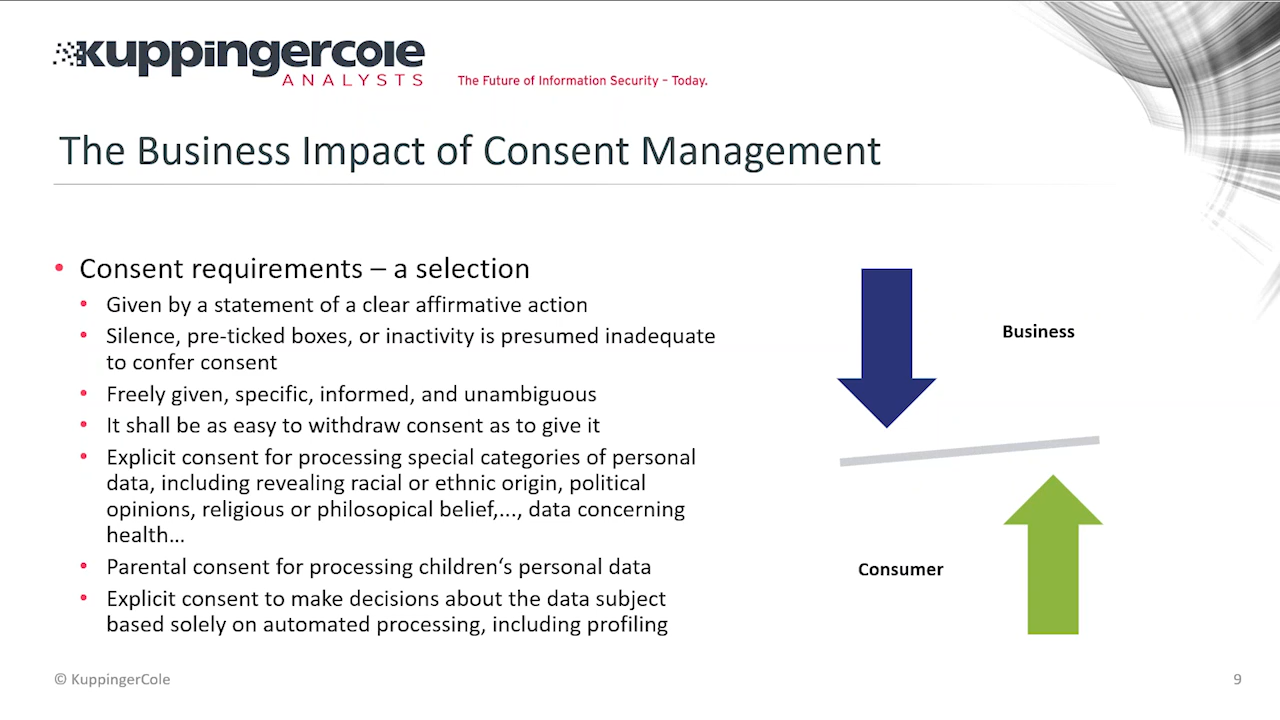 kuppingercole
ANALYSTS
The Future of Information Security – Today.
The Business Impact of Consent Management
• Consent requirements – a selection
• Given by a statement of a clear affirmative action
• Silence, pre-ticked boxes, or inactivity is presumed inadequate
to confer consent
• Freely given, specific, informed, and unambiguous
• It shall be as easy to withdraw consent as to give it
• Explicit consent for processing special categories of personal
data, including revealing racial or ethnic origin, political
opinions, religious or philosopical belief,..., data concerning
health...
• Parental consent for processing children‘s personal data
• Explicit consent to make decisions about the data subject
based solely on automated processing, including profiling
Business
Consumer
© KuppingerCole
9